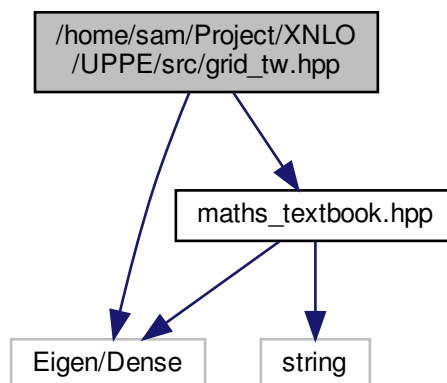 /home/sam/Project/XNLO
/UPPE/src/grid_tw.hpp
maths_textbook.hpp
Eigen/Dense
string